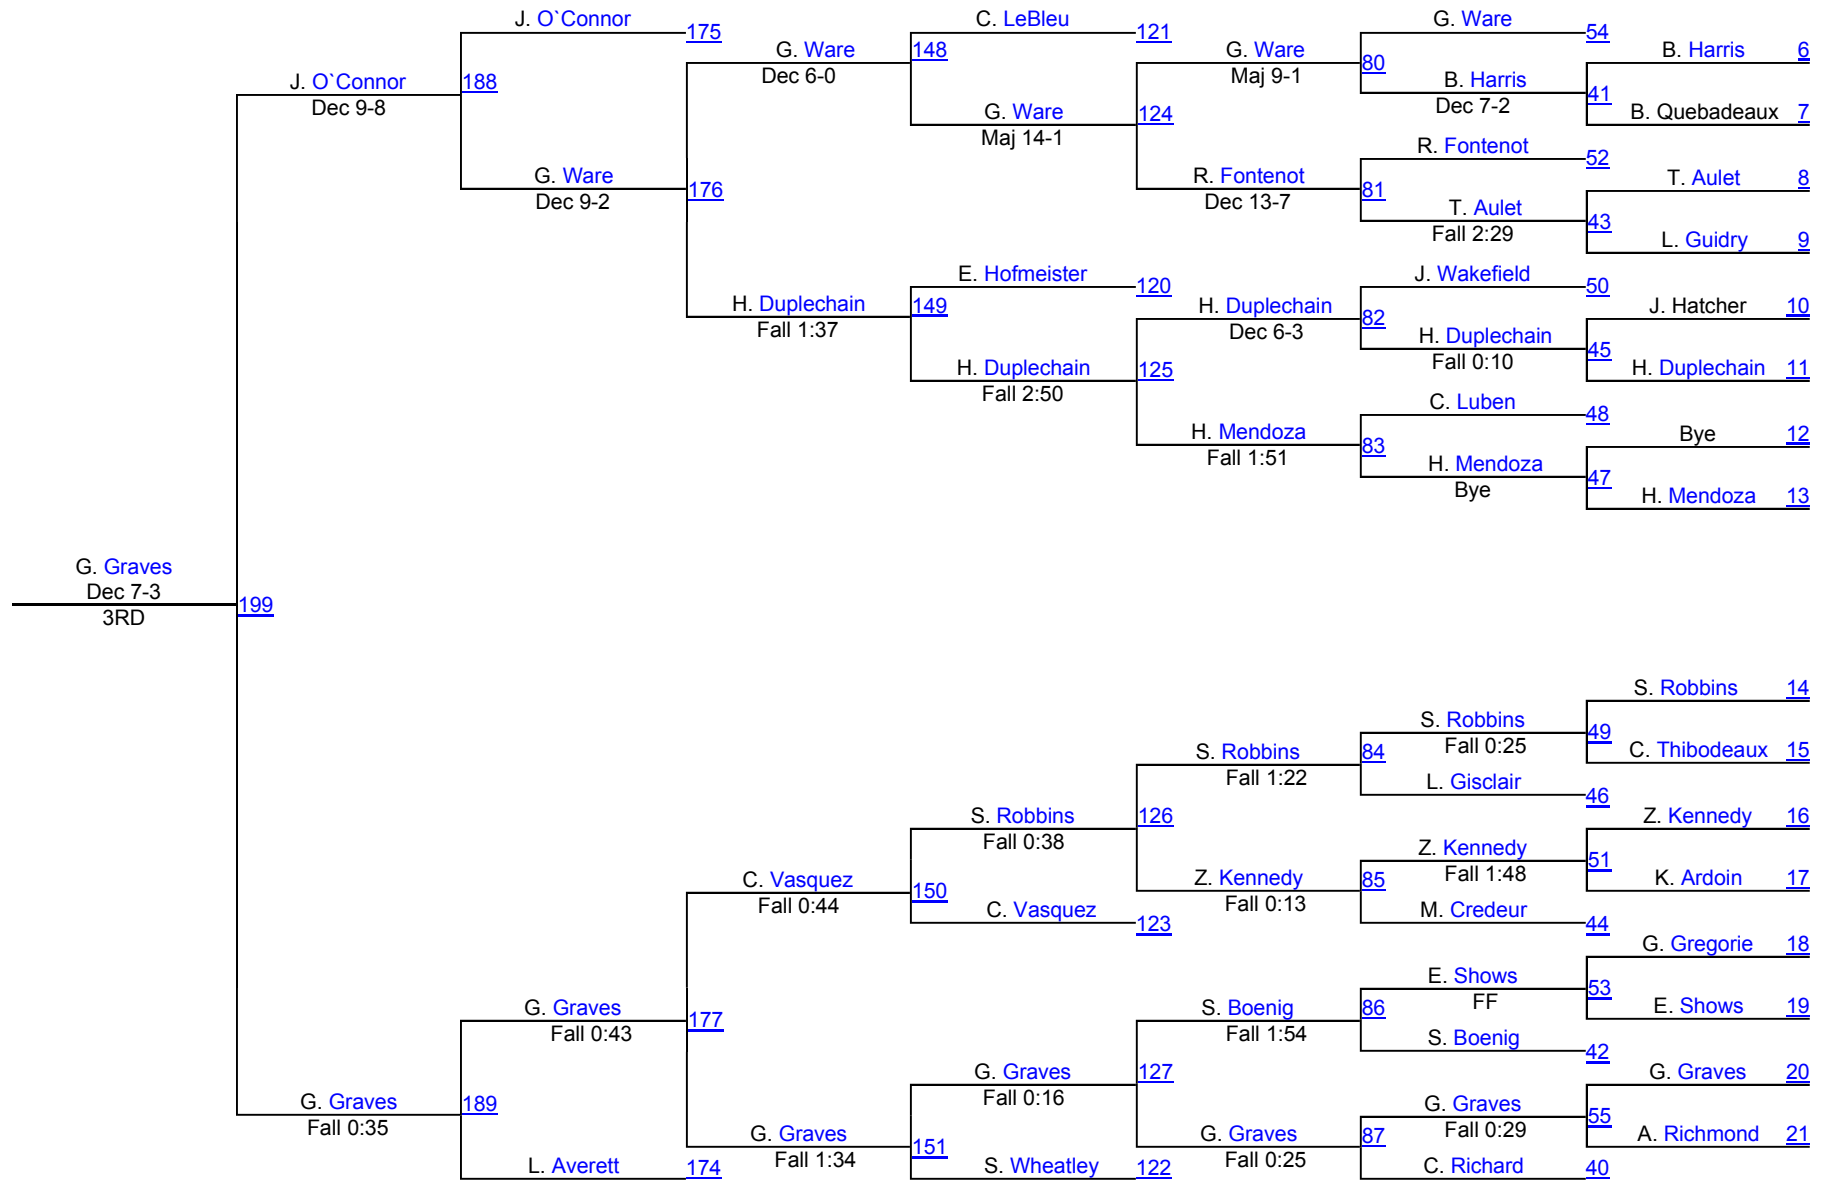 J. O`Connor
175
C. LeBleu
121
G. Ware
54
G. Ware
Dec 6-0
148
G. Ware
Maj 9-1
80
B. Harris 6
J. O`Connor
Dec 9-8
188
B. Harris
Dec 7-2
41
B. Quebadeaux 7
G. Ware
Maj 14-1
124
R. Fontenot
52
G. Ware
Dec 9-2
176
R. Fontenot
Dec 13-7
81
T. Aulet 8
T. Aulet
Fall 2:29
43
L. Guidry 9
E. Hofmeister
120
J. Wakefield
50
H. Duplechain
Fall 1:37
149
H. Duplechain
Dec 6-3
82
J. Hatcher 10
H. Duplechain
Fall 0:10
45
H. Duplechain
Fall 2:50
125
H. Duplechain 11
C. Luben
48
H. Mendoza
Fall 1:51
83
Bye 12
H. Mendoza
Bye
47
H. Mendoza 13
G. Graves
Dec 7-3
3RD
199
S. Robbins 14
S. Robbins
Fall 0:25
49
S. Robbins
Fall 1:22
84
C. Thibodeaux 15
L. Gisclair
46
S. Robbins
Fall 0:38
126
Z. Kennedy 16
Z. Kennedy
Fall 1:48
51
C. Vasquez
Fall 0:44
150
Z. Kennedy
Fall 0:13
85
K. Ardoin 17
C. Vasquez
123
M. Credeur
44
G. Gregorie 18
E. Shows
FF
53
G. Graves
Fall 0:43
177
S. Boenig
Fall 1:54
86
E. Shows 19
S. Boenig
42
G. Graves
Fall 0:16
127
G. Graves 20
G. Graves
Fall 0:35
189
G. Graves
Fall 0:29
55
G. Graves
Fall 1:34
151
G. Graves
Fall 0:25
87
A. Richmond 21
L. Averett
174
S. Wheatley
122
C. Richard
40